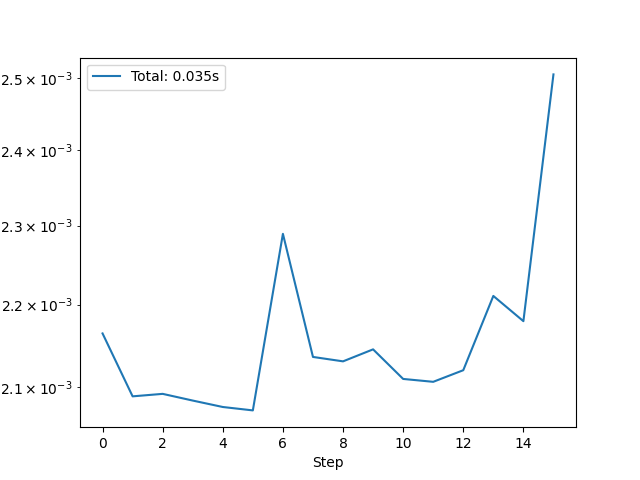 Total: 0.035s
2.5 × 10⁻³
2.4 × 10⁻³
2.3 × 10⁻³
2.2 × 10⁻³
2.1 × 10⁻³
0 2 4 6 8 10 12 14
Step